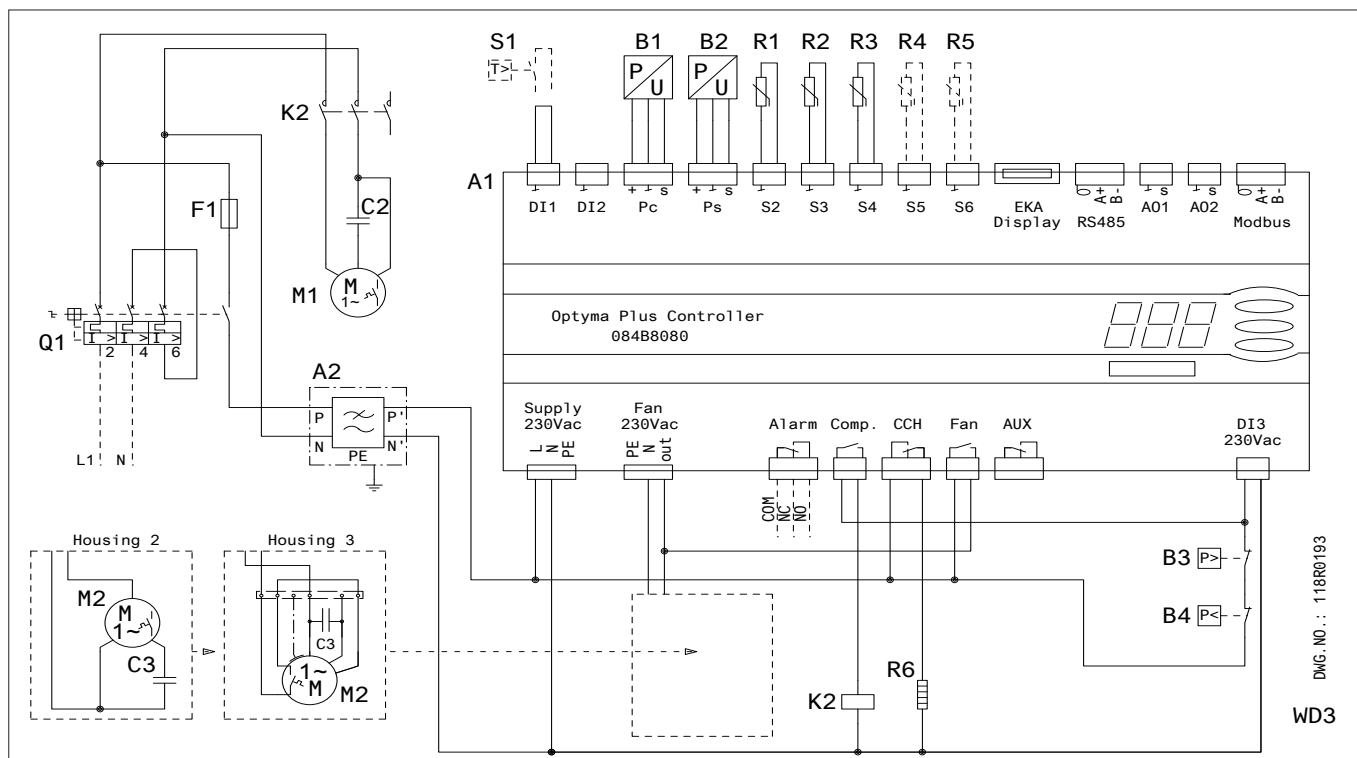 S1 B1 B2 R1 R2 R3 R4 R5
T> P U P U
K2
A1
+ s + s s s A+ B- A+ B-
DI1 DI2 Pc Ps S2 S3 S4 S5 S6 EKA Display RS485 AO1 AO2 Modbus
F1
C2
M1 M 1~
Optyma Plus Controller
084B8080
Q1
I > I > I >
2 4 6
A2
P P'
N N'
PE
L1 N
Supply 230Vac
Fan 230Vac
Alarm Comp. CCH Fan AUX
DI3 230Vac
L N PE
PE N out
COM NC NO
Housing 2
M2 M 1~
C3
Housing 3
C3
1~ M M2
B3 P>
B4 P<
R6
K2
DWG.NO.: 118R0193
WD3